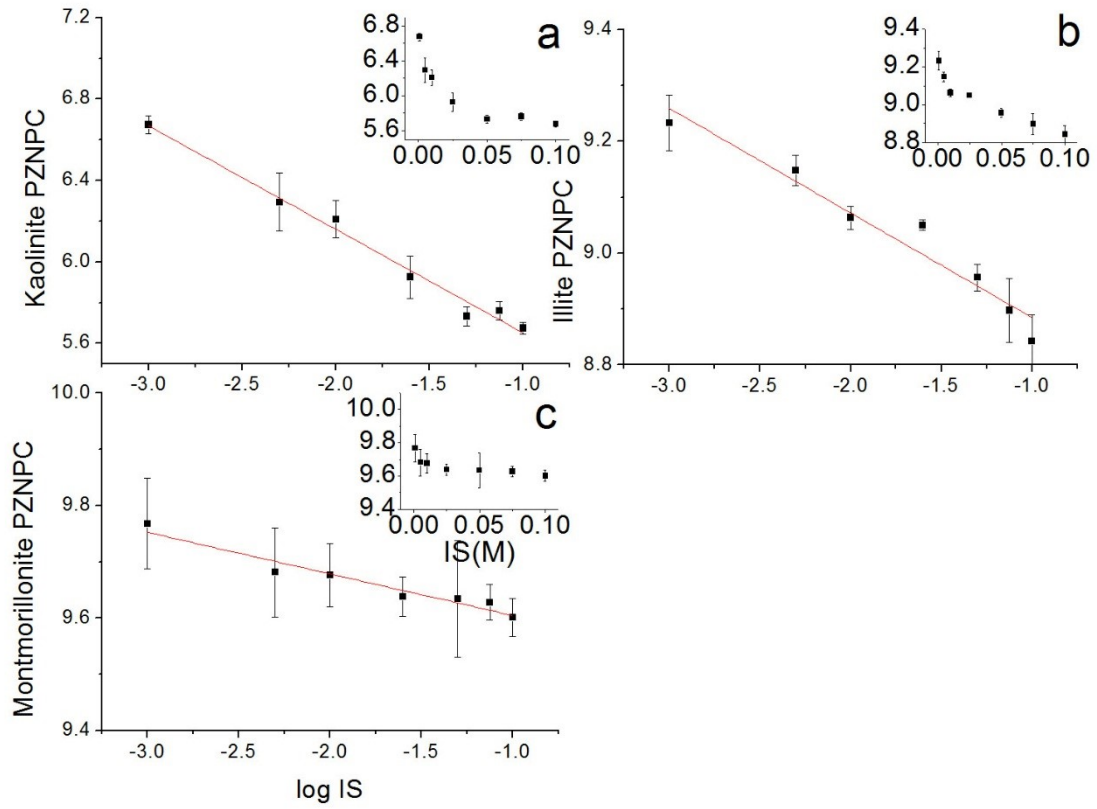 7.2
6.8
6.4
6.0
5.6
Kaolinite PZNPC
-3.0 -2.5 -2.0 -1.5 -1.0
a
6.8
6.4
6.0
5.6
0.00 0.05 0.10
9.4
9.2
9.0
8.8
Illite PZNPC
-3.0 -2.5 -2.0 -1.5 -1.0
b
9.4
9.2
9.0
8.8
0.00 0.05 0.10
10.0
9.8
9.6
9.4
Montmorillonite PZNPC
-3.0 -2.5 -2.0 -1.5 -1.0
log IS
c
10.0
9.8
9.6
9.4
0.00 0.05 0.10
IS(M)